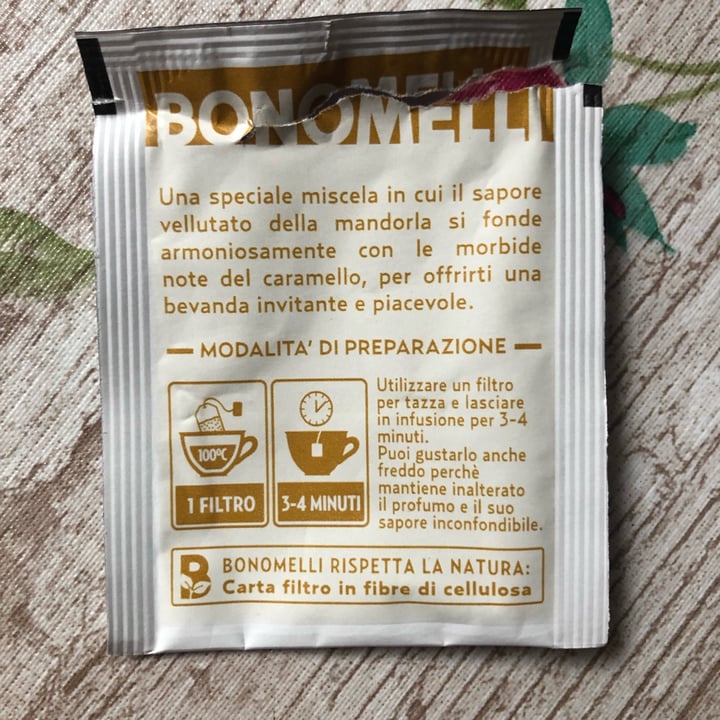 BONOMELLI
Una speciale miscela in cui il sapore
vellutato della mandorla si fonde
armoniosamente con le morbide
note del caramello, per offrirti una
bevanda invitante e piacevole.
MODALITA' DI PREPARAZIONE
100°C
1 FILTRO
3-4 MINUTI
Utilizzare un filtro
per tazza e lasciare
in infusione per 3-4
minuti.
Puoi gustarlo anche
freddo perchè
mantiene inalterato
il profumo e il suo
sapore inconfondibile.
B
BONOMELLI RISPETTA LA NATURA:
Carta filtro in fibre di cellulosa